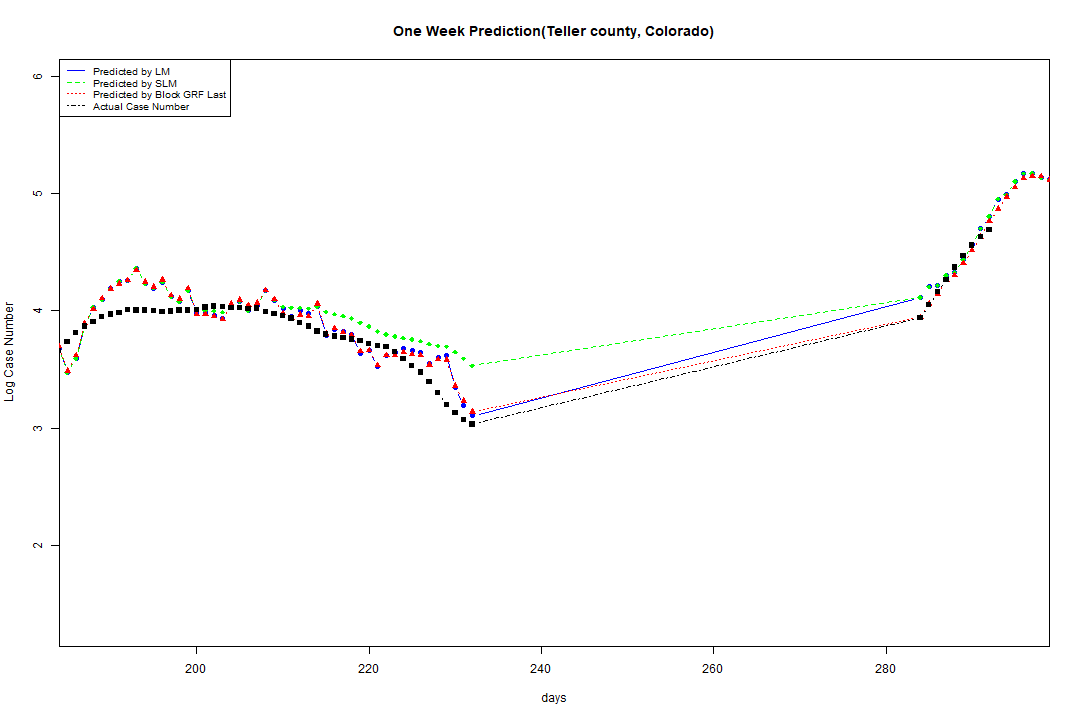 One Week Prediction(Teller county, Colorado)
Predicted by LM
Predicted by SLM
Predicted by Block GRF Last
Actual Case Number
6
5
4
3
2
Log Case Number
200 220 240 260 280
days